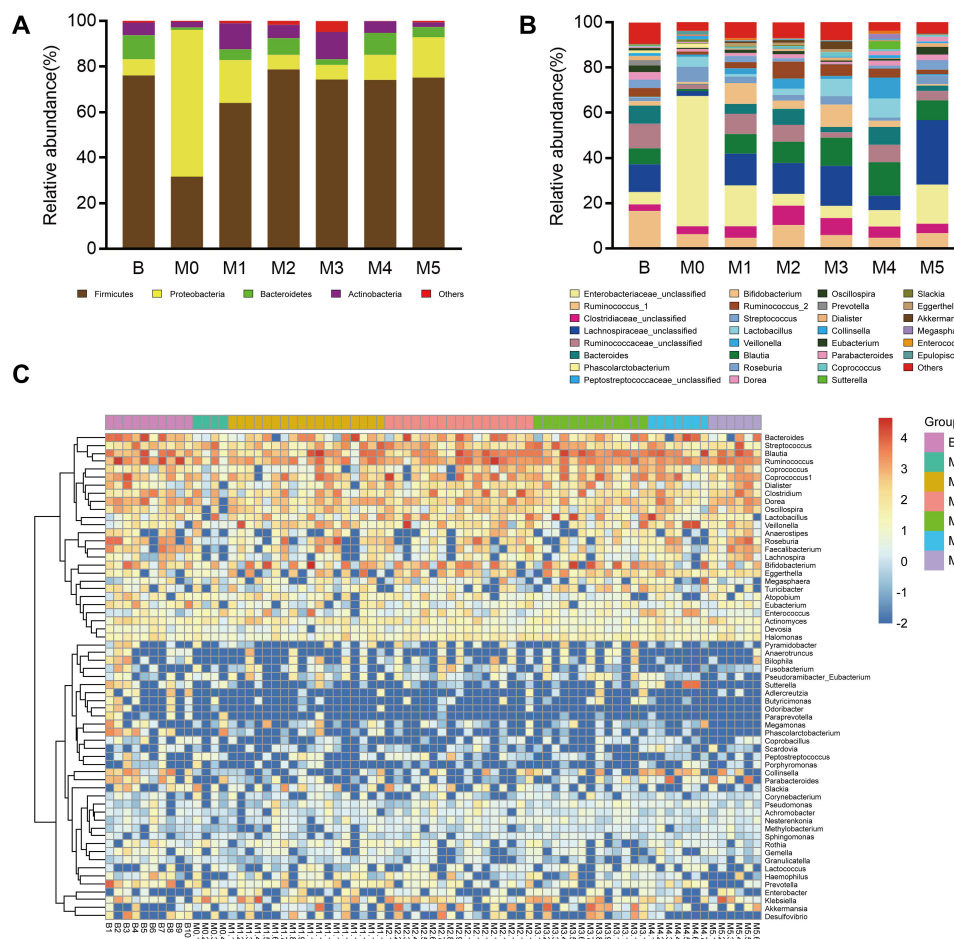 A
Relative abundance(%)
100
80
60
40
20
0
B M0 M1 M2 M3 M4 M5
Firmicutes Proteobacteria Bacteroidetes Actinobacteria Others
B
Relative abundance(%)
100
80
60
40
20
0
B M0 M1 M2 M3 M4 M5
Enterobacteriaceae_unclassified
Ruminococcus_1
Clostridiaceae_unclassified
Lachnospiraceae_unclassified
Ruminococcaceae_unclassified
Bacteroides
Phascolarctobacterium
Peptostreptococcaceae_unclassified
Bifidobacterium
Ruminococcus_2
Streptococcus
Lactobacillus
Veillonella
Blautia
Roseburia
Dorea
Oscillospira
Prevotella
Dialister
Collinsella
Eubacterium
Parabacteroides
Coprococcus
Sutterella
Slackia
Eggerthel
Akkerman
Megaspha
Enterococ
Epulopisc
Others
C
Bacteroides
Streptococcus
Blautia
Ruminococcus
Coprococcus
Coprococcus1
Dialister
Clostridium
Dorea
Oscillospira
Lactobacillus
Veillonella
Anaerostipes
Roseburia
Faecalibacterium
Lachnospira
Bifidobacterium
Eggerthella
Megasphaera
Turicibacter
Atopobium
Eubacterium
Enterococcus
Actinomyces
Devosia
Halomonas
Pyramidobacter
Anaerotruncus
Bilophila
Fusobacterium
Pseudoramibacter_Eubacterium
Sutterella
Adlercreutzia
Butyricimonas
Odoribacter
Paraprevotella
Megamonas
Phascolarctobacterium
Coprobacillus
Scardovia
Peptostreptococcus
Porphyromonas
Collinsella
Parabacteroides
Slackia
Corynebacterium
Pseudomonas
Achromobacter
Nesterenkonia
Methylobacterium
Sphingomonas
Rothia
Gemella
Granulicatella
Lactococcus
Haemophilus
Prevotella
Enterobacter
Klebsiella
Akkermansia
Desulfovibrio
4
3
2
1
0
-1
-2
Group
B
M
M
M
M
M
M
B1 B2 B3 B4 B5 B6 B7 B8 B9 B10